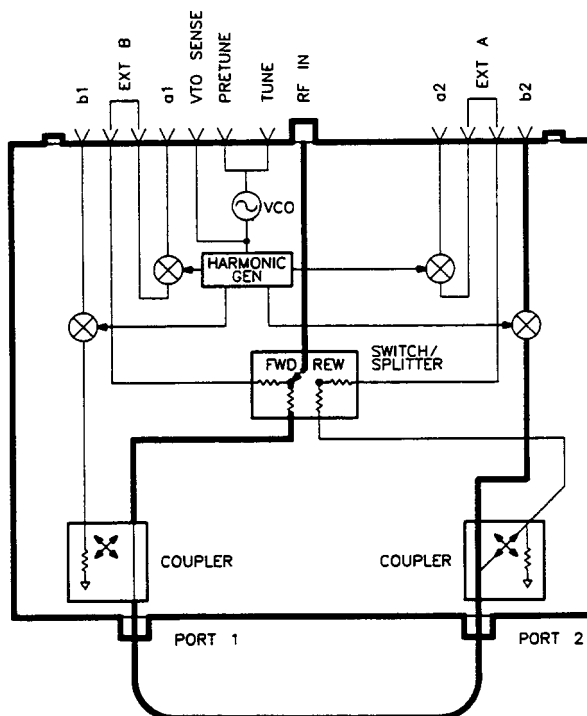 b1
EXT B
a1
VTO SENSE
PRETUNE
TUNE
RF IN
a2
EXT A
b2
VCO
HARMONIC
GEN
FWD REW
SWITCH/
SPLITTER
COUPLER
COUPLER
PORT 1
PORT 2